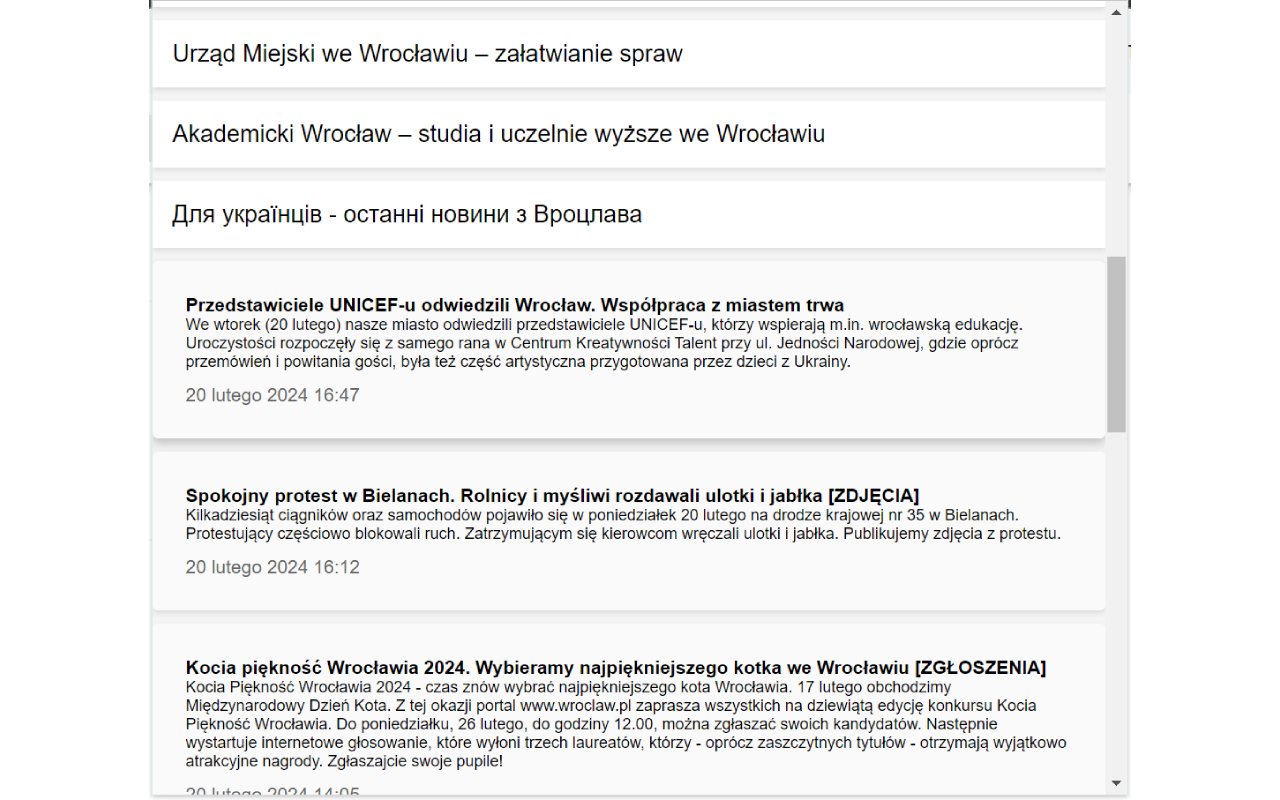 Urząd Miejski we Wrocławiu – załatwianie spraw
Akademicki Wrocław – studia i uczelnie wyższe we Wrocławiu
Для українців - останні новини з Вроцлава
Przedstawiciele UNICEF-u odwiedzili Wrocław. Współpraca z miastem trwa
We wtorek (20 lutego) nasze miasto odwiedzili przedstawiciele UNICEF-u, którzy wspierają m.in. wrocławską edukację.
Uroczystości rozpoczęły się z samego rana w Centrum Kreatywności Talent przy ul. Jedności Narodowej, gdzie oprócz
przemówień i powitania gości, była też część artystyczna przygotowana przez dzieci z Ukrainy.
20 lutego 2024 16:47
Spokojny protest w Bielanach. Rolnicy i myśliwi rozdawali ulotki i jabłka [ZDJĘCIA]
Kilkadziesiąt ciągników oraz samochodów pojawiło się w poniedziałek 20 lutego na drodze krajowej nr 35 w Bielanach.
Protestujący częściowo blokowali ruch. Zatrzymującym się kierowcom wręczali ulotki i jabłka. Publikujemy zdjęcia z protestu.
20 lutego 2024 16:12
Kocia piękność Wrocławia 2024. Wybieramy najpiękniejszego kotka we Wrocławiu [ZGŁOSZENIA]
Kocia Piękność Wrocławia 2024 - czas znów wybrać najpiękniejszego kota Wrocławia. 17 lutego obchodzimy
Międzynarodowy Dzień Kota. Z tej okazji portal www.wroclaw.pl zaprasza wszystkich na dziewiątą edycję konkursu Kocia
Piękność Wrocławia. Do poniedziałku, 26 lutego, do godziny 12.00, można zgłaszać swoich kandydatów. Następnie
wystartuje internetowe głosowanie, które wyłoni trzech laureatów, którzy - oprócz zaszczytnych tytułów - otrzymają wyjątkowo
atrakcyjne nagrody. Zgłaszajcie swoje pupile!
20 lutego 2024 14:05